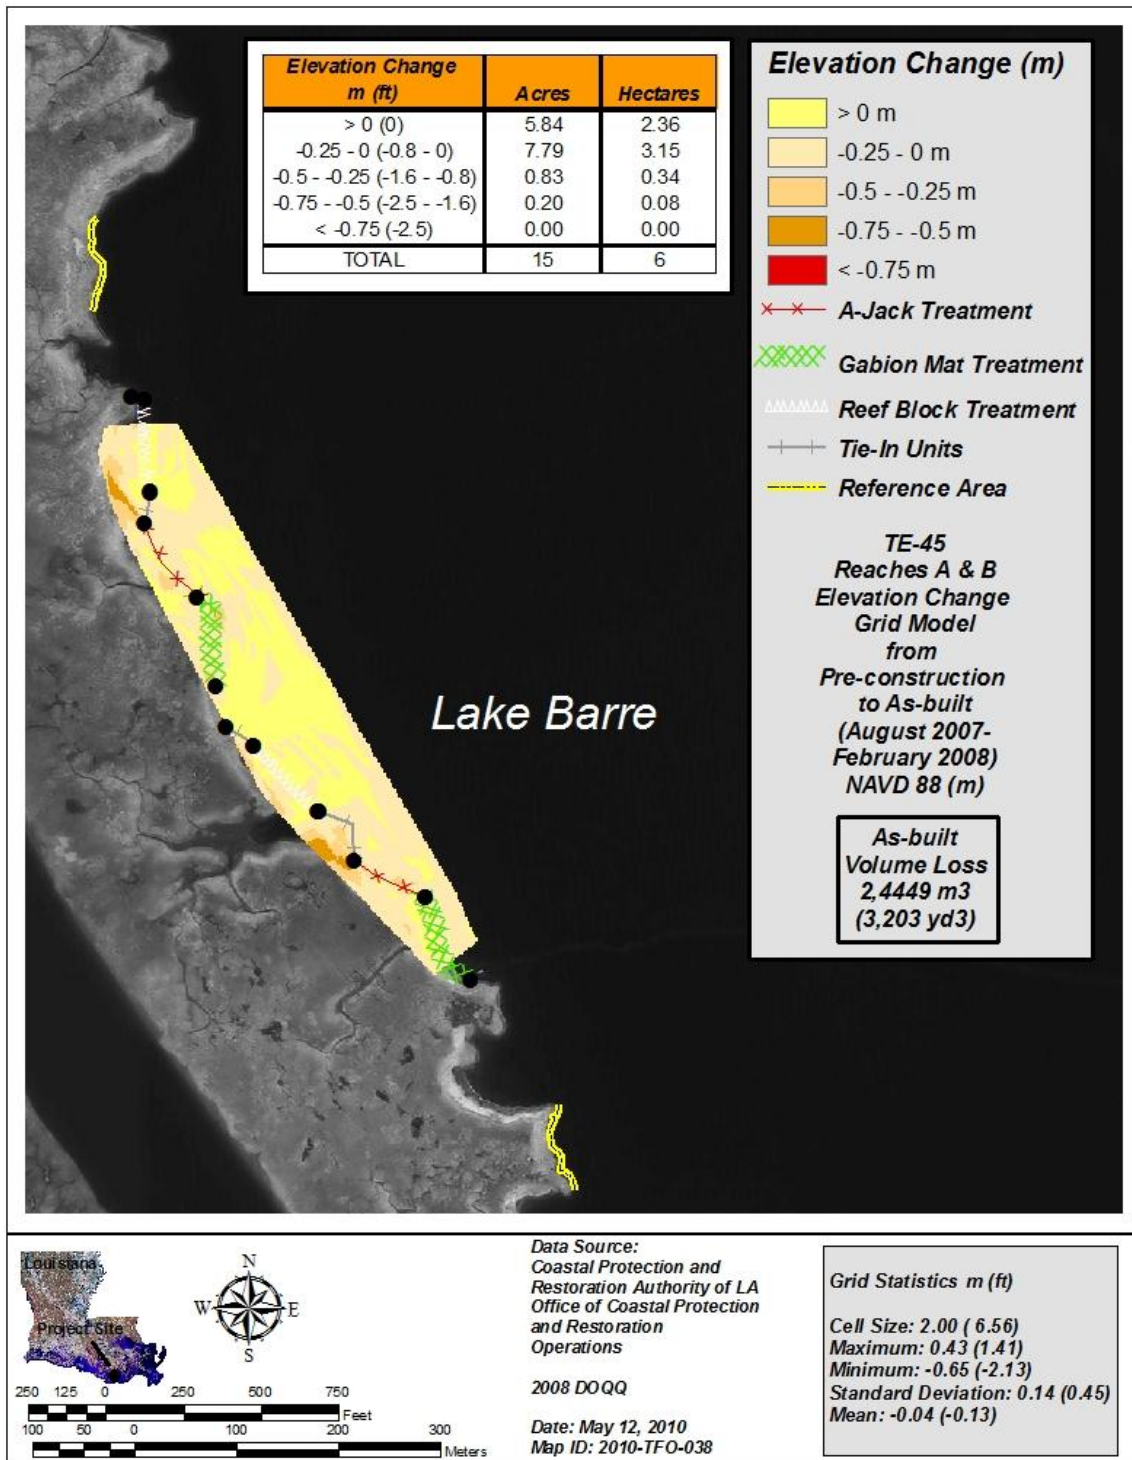 Elevation Change
m (ft) Acres Hectares
> 0 (0) 5.84 2.36
-0.25 - 0 (-0.8 - 0) 7.79 3.15
-0.5 - -0.25 (-1.6 - -0.8) 0.83 0.34
-0.75 - -0.5 (-2.5 - -1.6) 0.20 0.08
< -0.75 (-2.5) 0.00 0.00
TOTAL 15 6
Elevation Change (m)
> 0 m
-0.25 - 0 m
-0.5 - -0.25 m
-0.75 - -0.5 m
< -0.75 m
A-Jack Treatment
Gabion Mat Treatment
Reef Block Treatment
Tie-In Units
Reference Area
TE-45
Reaches A & B
Elevation Change
Grid Model
from
Pre-construction
to As-built
(August 2007-
February 2008)
NAVD 88 (m)
As-built
Volume Loss
2,4449 m3
(3,203 yd3)
Lake Barre
Louisiana
Project Site
N
W E
S
250 125 0 250 500 750
Feet
100 50 0 100 200 300
Meters
Data Source:
Coastal Protection and
Restoration Authority of LA
Office of Coastal Protection
and Restoration
Operations
2008 DOQQ
Date: May 12, 2010
Map ID: 2010-TFO-038
Grid Statistics m (ft)
Cell Size: 2.00 ( 6.56)
Maximum: 0.43 (1.41)
Minimum: -0.65 (-2.13)
Standard Deviation: 0.14 (0.45)
Mean: -0.04 (-0.13)